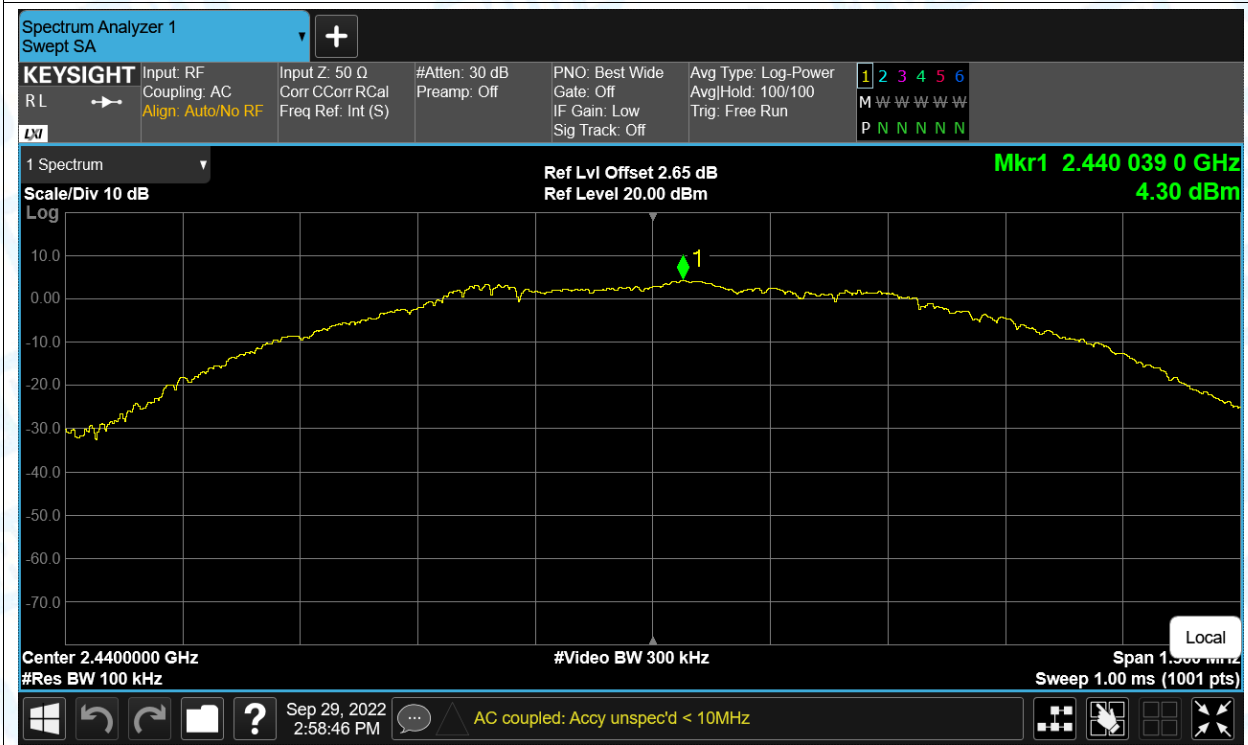 Spectrum Analyzer 1
Swept SA
KEYSIGHT
R L
LXI
Input: RF
Coupling: AC
Align: Auto/No RF
Input Z: 50 Ω
Corr CCorr RCal
Freq Ref: Int (S)
#Atten: 30 dB
Preamp: Off
PNO: Best Wide
Gate: Off
IF Gain: Low
Sig Track: Off
Avg Type: Log-Power
Avg|Hold: 100/100
Trig: Free Run
1 2 3 4 5 6
M W W W W W W
P N N N N N
1 Spectrum
Scale/Div 10 dB
Log
Ref Lvl Offset 2.65 dB
Ref Level 20.00 dBm
Mkr1 2.440 039 0 GHz
4.30 dBm
1
10.0
0.00
-10.0
-20.0
-30.0
-40.0
-50.0
-60.0
-70.0
Local
Center 2.4400000 GHz
#Video BW 300 kHz
Span
#Res BW 100 kHz
Sweep 1.00 ms (1001 pts)
?
Sep 29, 2022
2:58:46 PM
AC coupled: Accy unspec'd < 10MHz